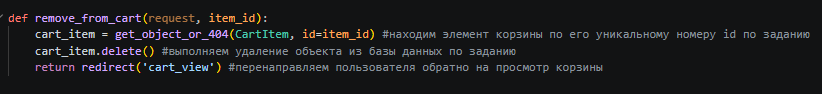 def remove_from_cart(request, item_id):
cart_item = get_object_or_404(CartItem, id=item_id) #находим элемент корзины по его уникальному номеру id по заданию
cart_item.delete() #выполняем удаление объекта из базы данных по заданию
return redirect('cart_view') #перенаправляем пользователя обратно на просмотр корзины